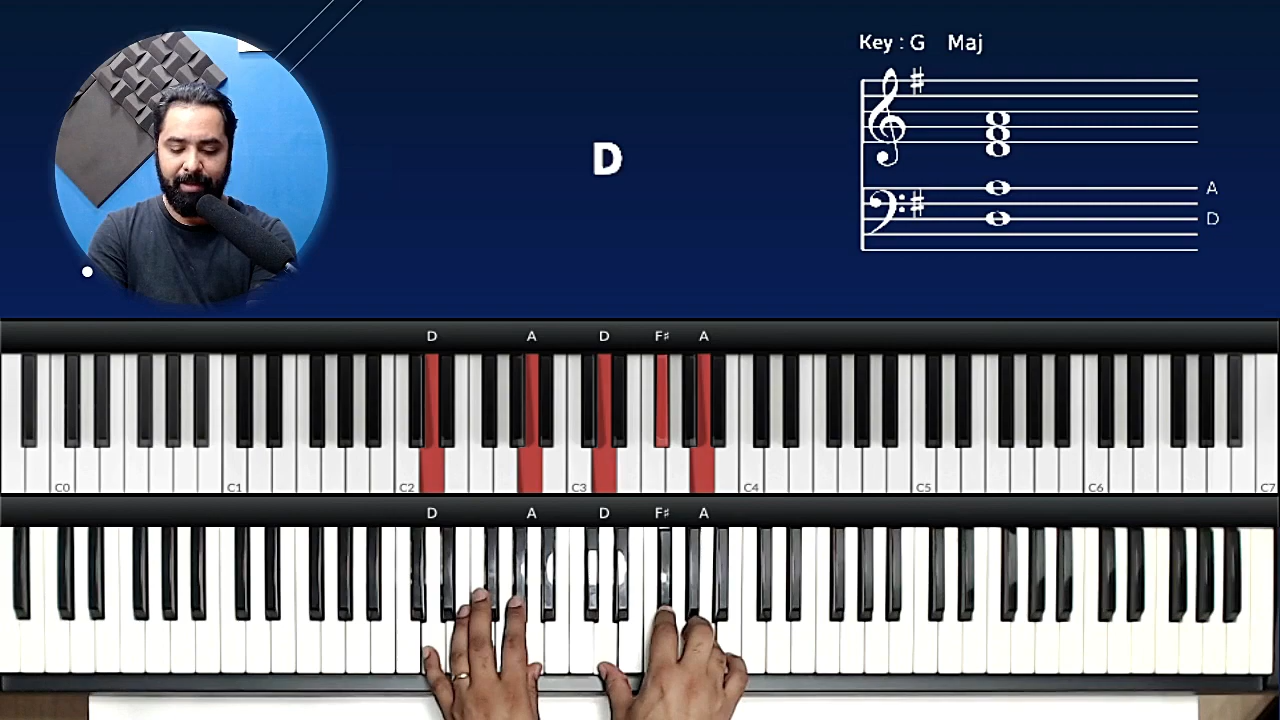 Key : G Maj
D
A
D
D A D F♯ A
C0 C1 C2 C3 C4 C5 C6 C7
D A D F♯ A